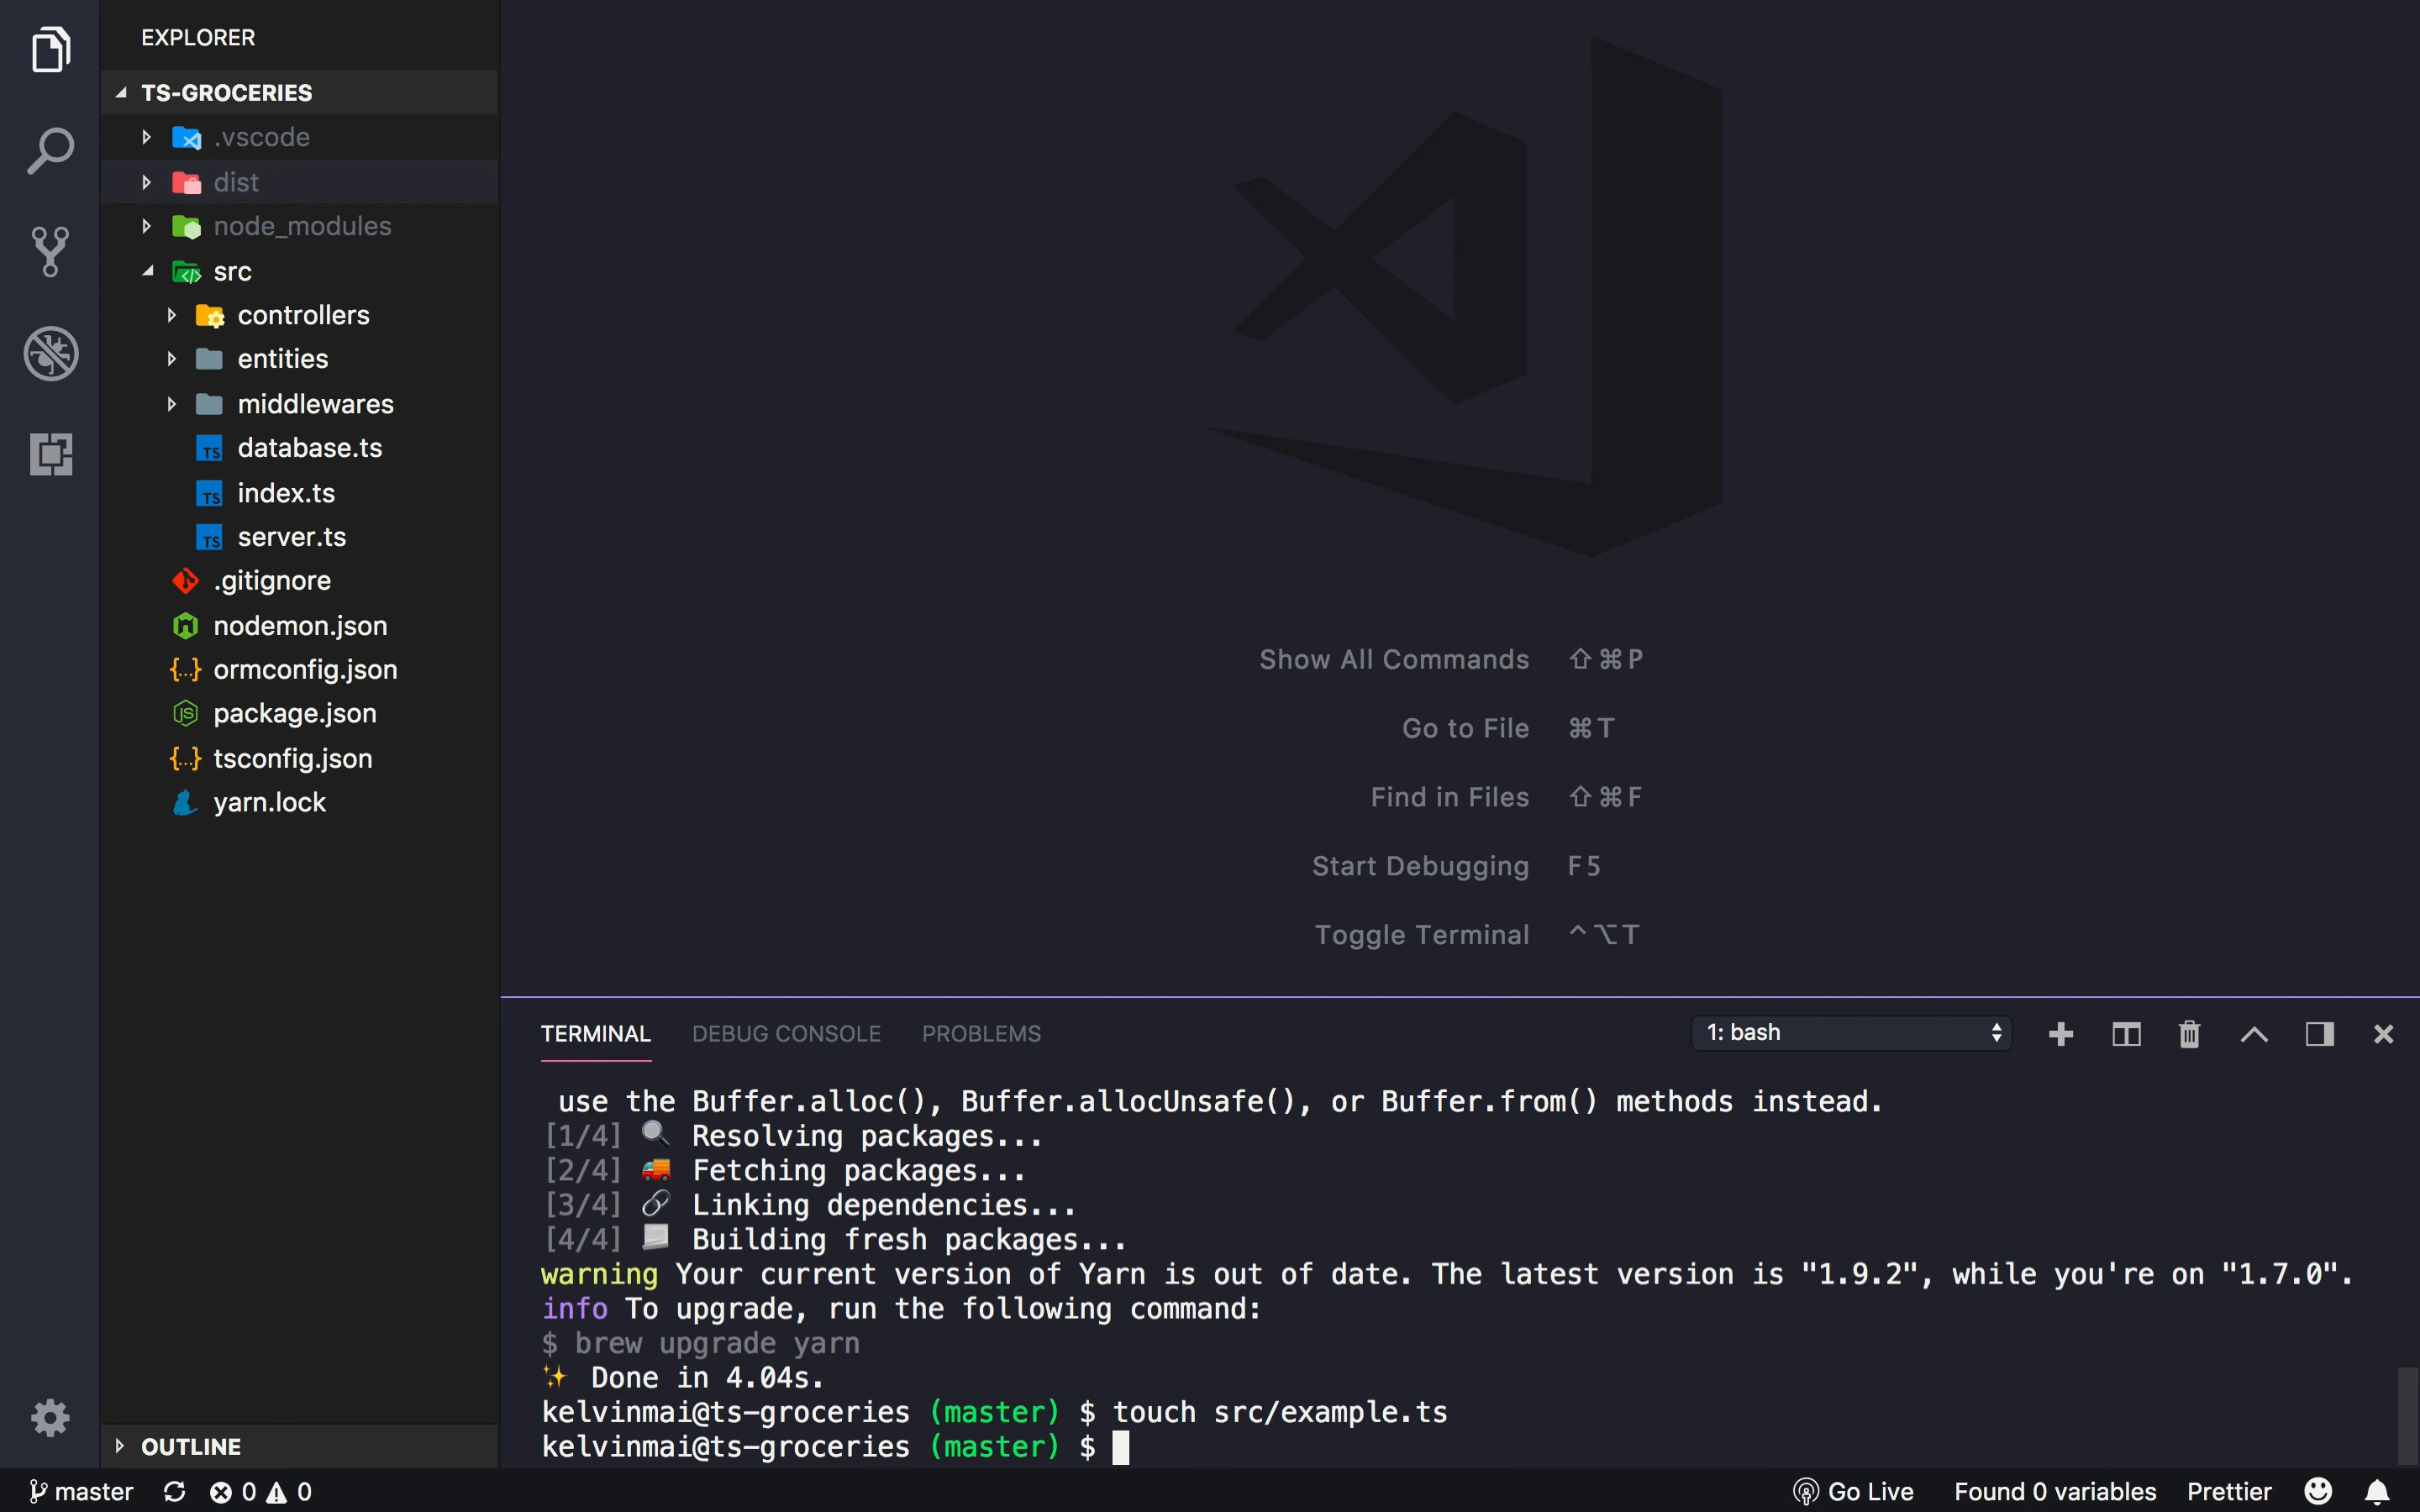 EXPLORER
TS-GROCERIES
.vscode
dist
node_modules
src
controllers
entities
middlewares
TS database.ts
TS index.ts
TS server.ts
.gitignore
nodemon.json
{...} ormconfig.json
JS package.json
{...} tsconfig.json
yarn.lock
OUTLINE
Show All Commands ⇧⌘P
Go to File ⌘T
Find in Files ⇧⌘F
Start Debugging F5
Toggle Terminal ^⌥T
TERMINAL DEBUG CONSOLE PROBLEMS 1: bash
use the Buffer.alloc(), Buffer.allocUnsafe(), or Buffer.from() methods instead.
[1/4] 🔍 Resolving packages...
[2/4] 🚚 Fetching packages...
[3/4] 🔗 Linking dependencies...
[4/4] 📃 Building fresh packages...
warning Your current version of Yarn is out of date. The latest version is "1.9.2", while you're on "1.7.0".
info To upgrade, run the following command:
$ brew upgrade yarn
✨ Done in 4.04s.
kelvinmai@ts-groceries (master) $ touch src/example.ts
kelvinmai@ts-groceries (master) $
master 0 0 Go Live Found 0 variables Prettier